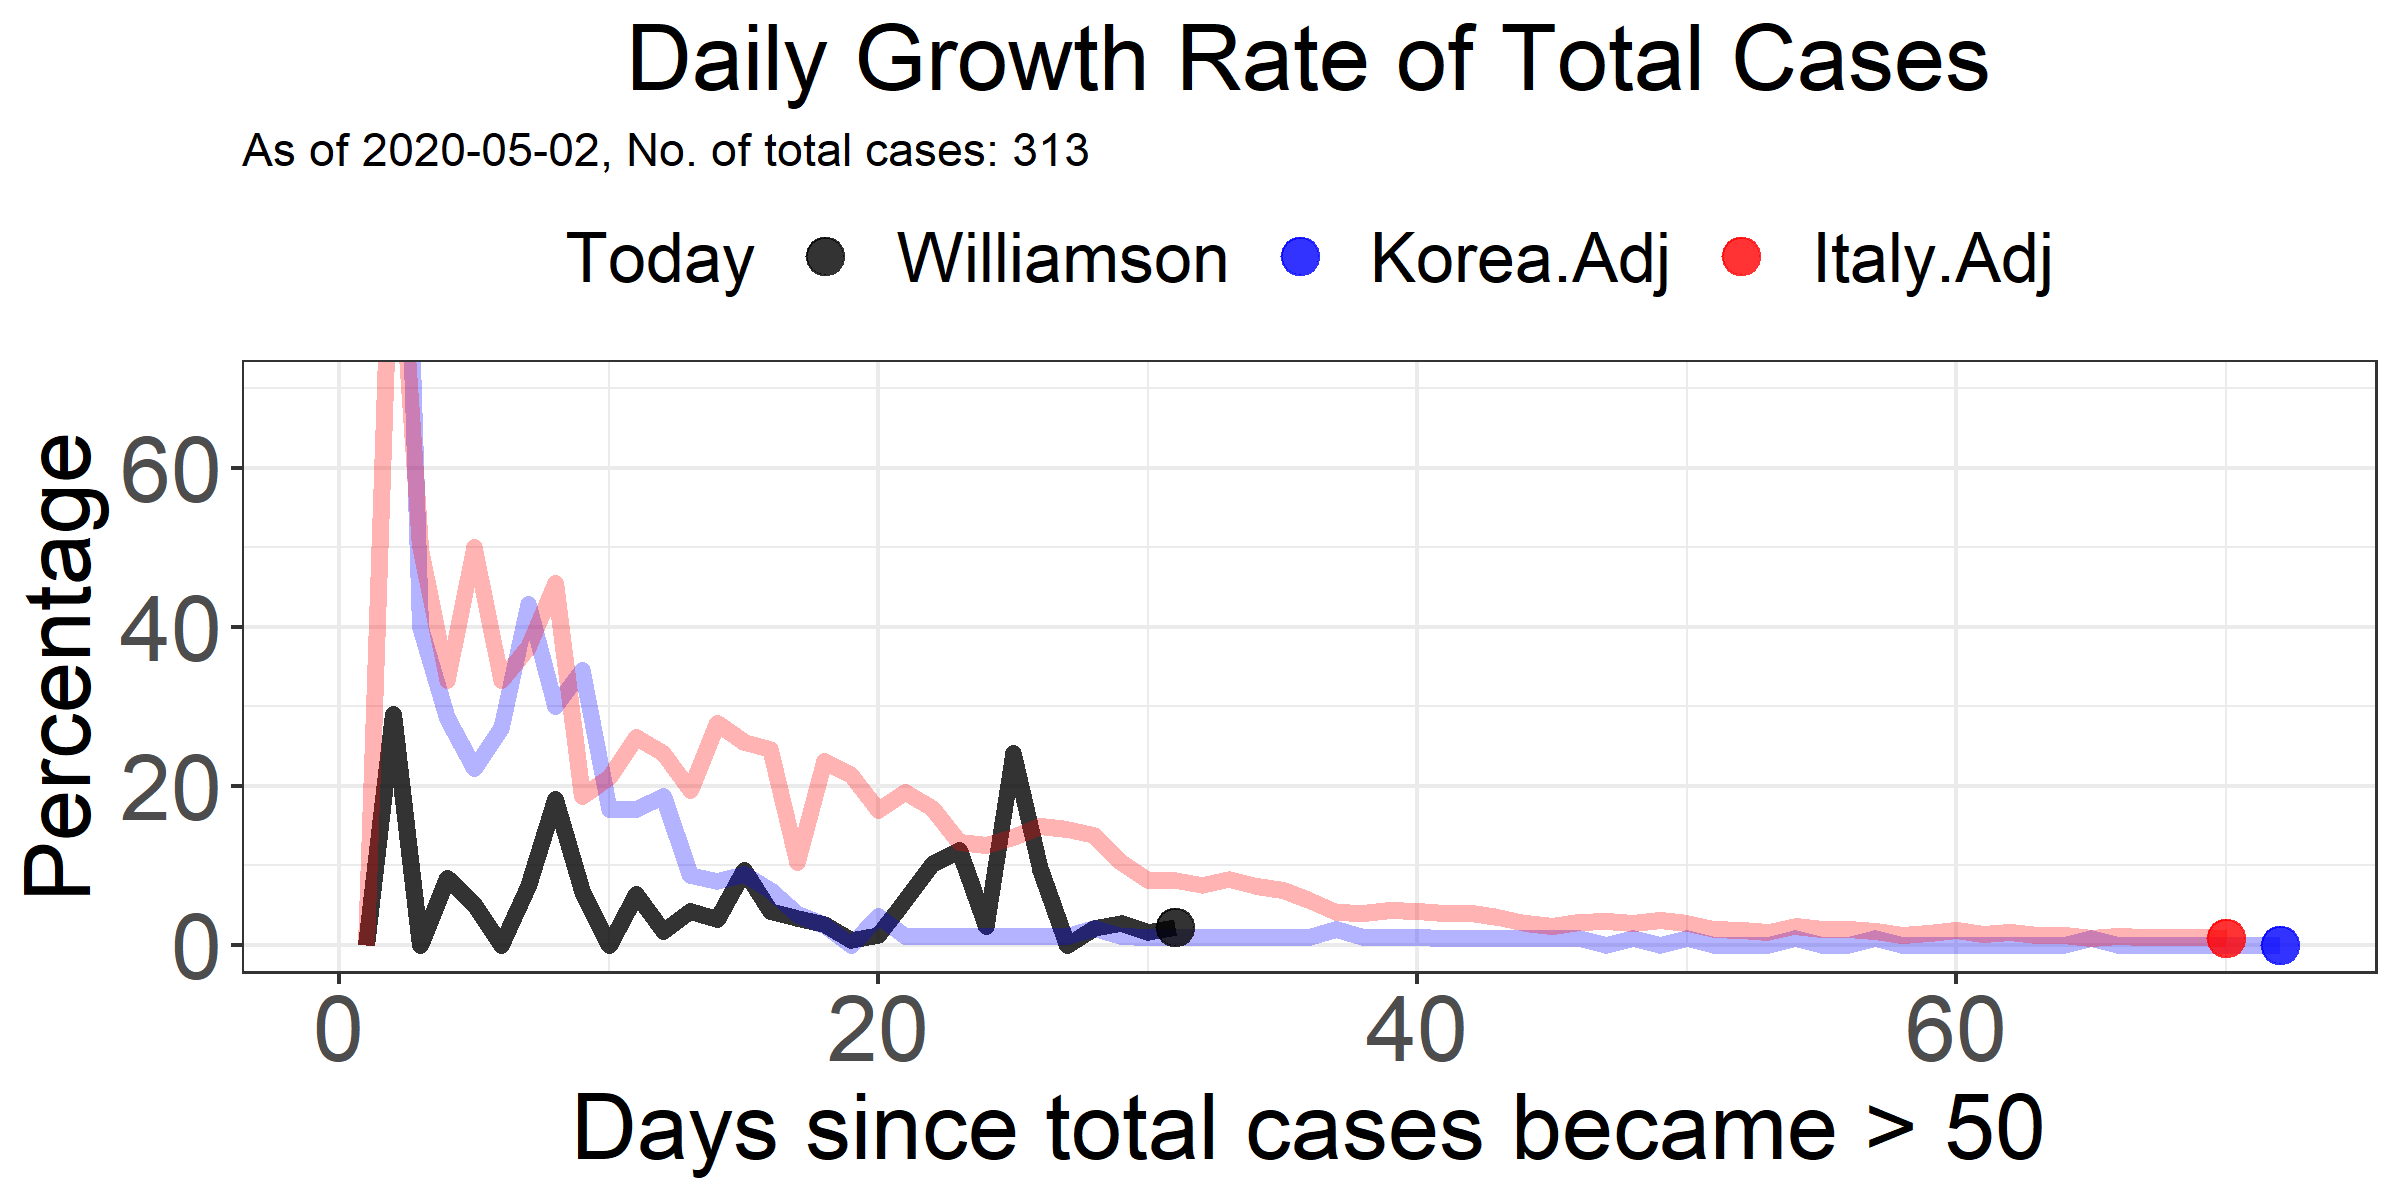 Daily Growth Rate of Total Cases
As of 2020-05-02, No. of total cases: 313
Today Williamson Korea.Adj Italy.Adj
Percentage
60
40
20
0
0 20 40 60
Days since total cases became > 50